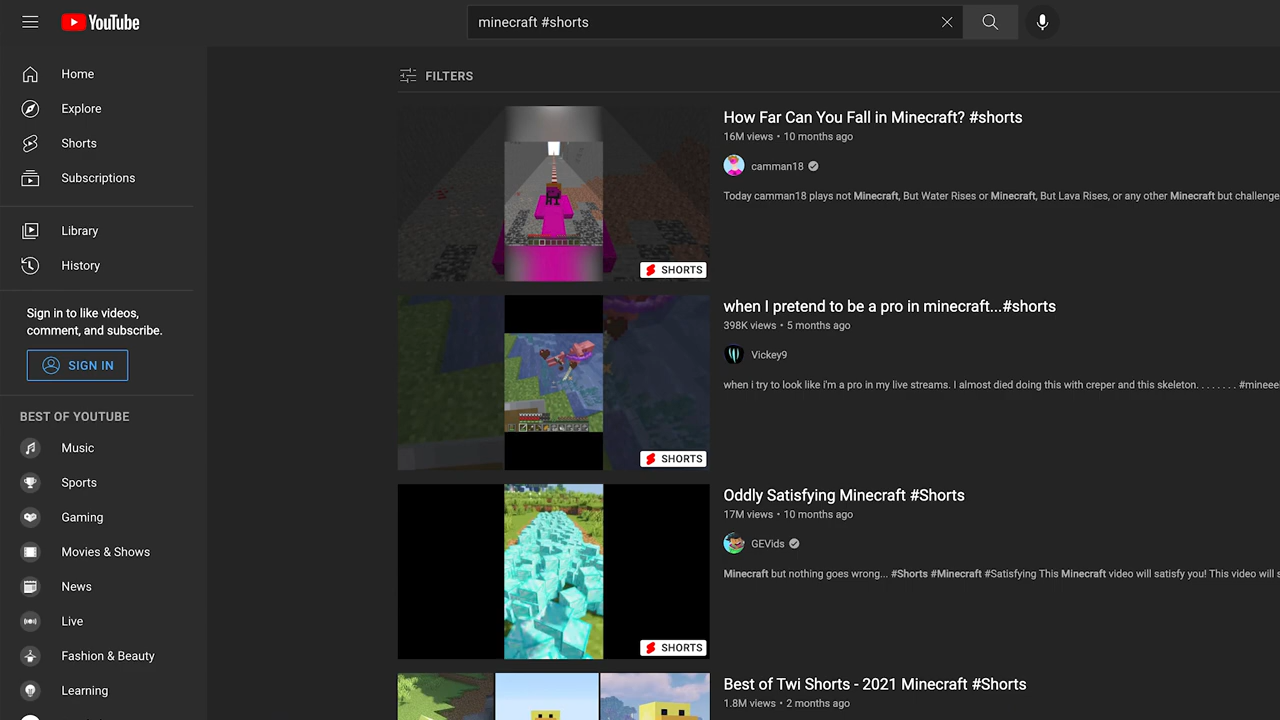 YouTube
minecraft #shorts
Home
Explore
Shorts
Subscriptions
Library
History
Sign in to like videos,
comment, and subscribe.
SIGN IN
BEST OF YOUTUBE
Music
Sports
Gaming
Movies & Shows
News
Live
Fashion & Beauty
Learning
FILTERS
SHORTS
How Far Can You Fall in Minecraft? #shorts
16M views • 10 months ago
camman18
Today camman18 plays not Minecraft, But Water Rises or Minecraft, But Lava Rises, or any other Minecraft but challenge
SHORTS
when I pretend to be a pro in minecraft...#shorts
398K views • 5 months ago
Vickey9
when i try to look like i'm a pro in my live streams. I almost died doing this with creper and this skeleton. . . . . . . . #mineee
SHORTS
Oddly Satisfying Minecraft #Shorts
17M views • 10 months ago
GEVids
Minecraft but nothing goes wrong... #Shorts #Minecraft #Satisfying This Minecraft video will satisfy you! This video will s
Best of Twi Shorts - 2021 Minecraft #Shorts
1.8M views • 2 months ago